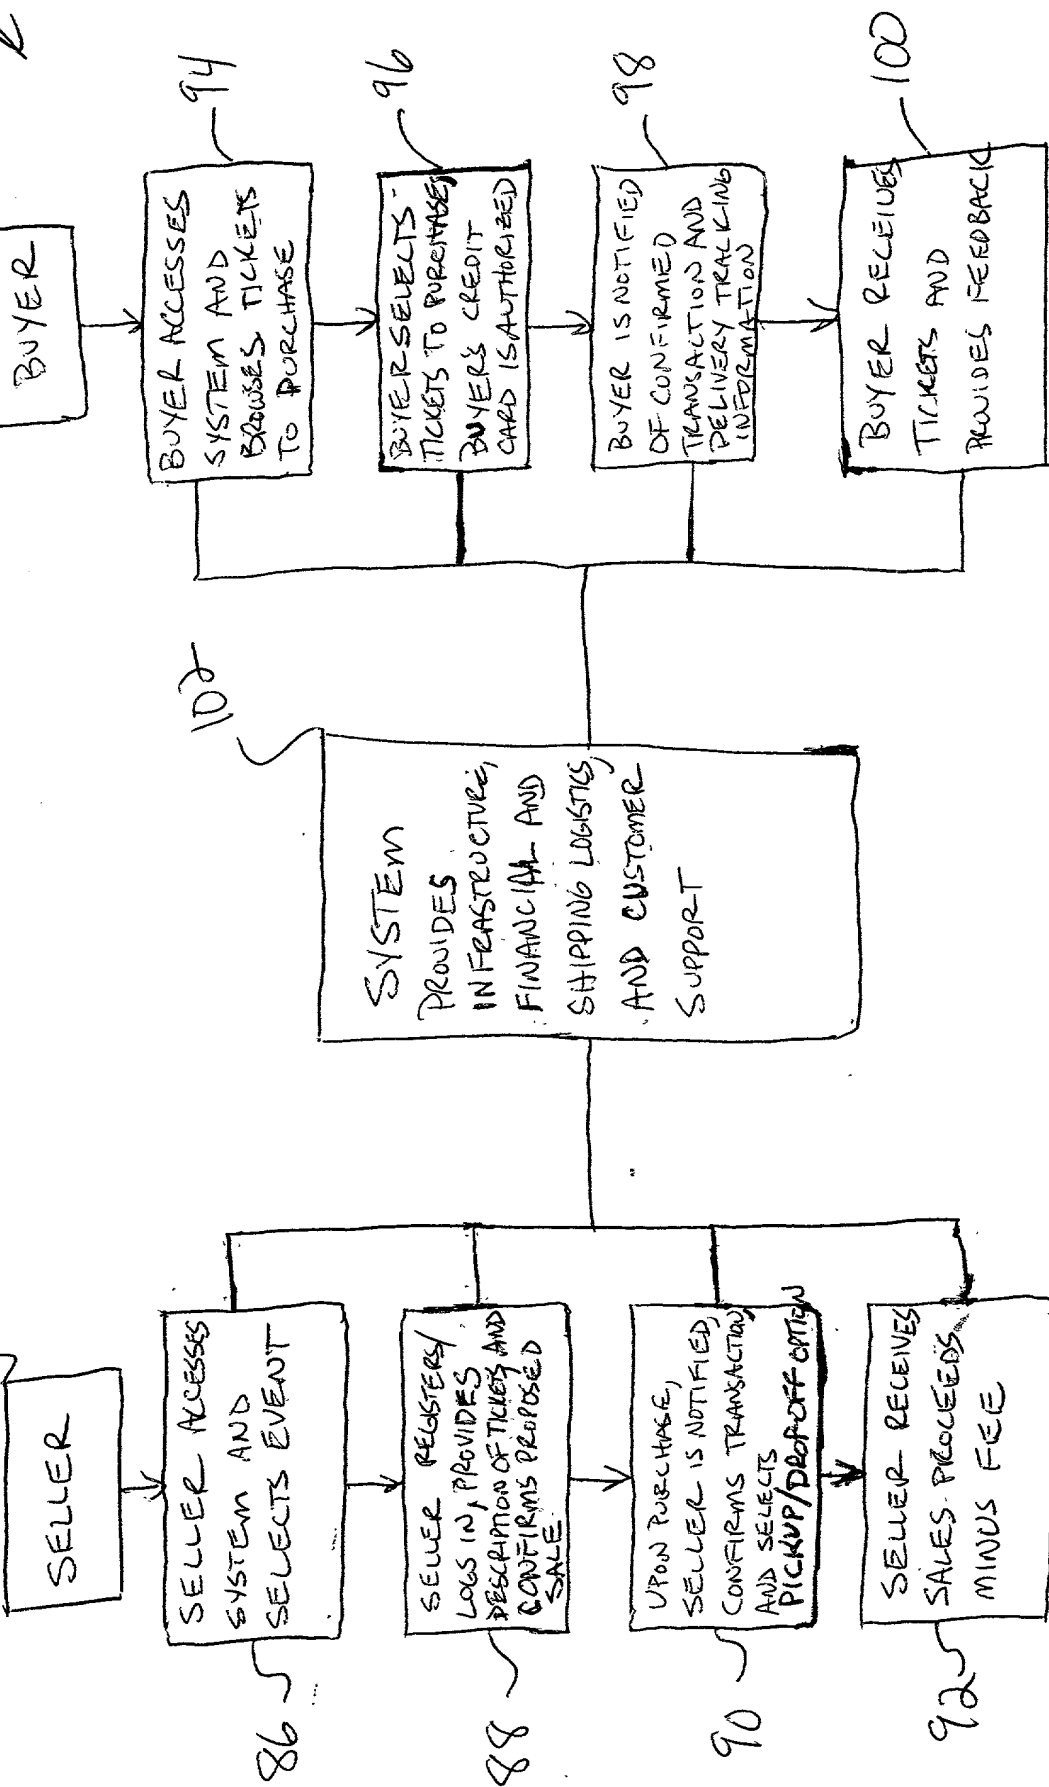 SELLER
SELLER ACCESSES
SYSTEM AND
SELECTS EVENT
86
SELLER REGISTERS/
LOGS IN, PROVIDES
DESCRIPTION OF TICKETS, AND
CONFIRMS PROPOSED
SALE
88
UPON PURCHASE,
SELLER IS NOTIFIED,
CONFIRMS TRANSACTION,
AND SELECTS
PICKUP/DROPOFF OPTION
90
SELLER RECEIVES
SALES PROCEEDS
MINUS FEE
92
102
SYSTEM
PROVIDES
INFRASTRUCTURE,
FINANCIAL AND
SHIPPING LOGISTICS,
AND CUSTOMER
SUPPORT
BUYER
BUYER ACCESSES
SYSTEM AND
BROWSES TICKETS
TO PURCHASE
94
BUYER SELECTS
TICKETS TO PURCHASE,
BUYER'S CREDIT
CARD IS AUTHORIZED
96
BUYER IS NOTIFIED
OF CONFIRMED
TRANSACTION AND
DELIVERY TRACKING
INFORMATION
98
BUYER RECEIVES
TICKETS AND
PROVIDES FEEDBACK
100